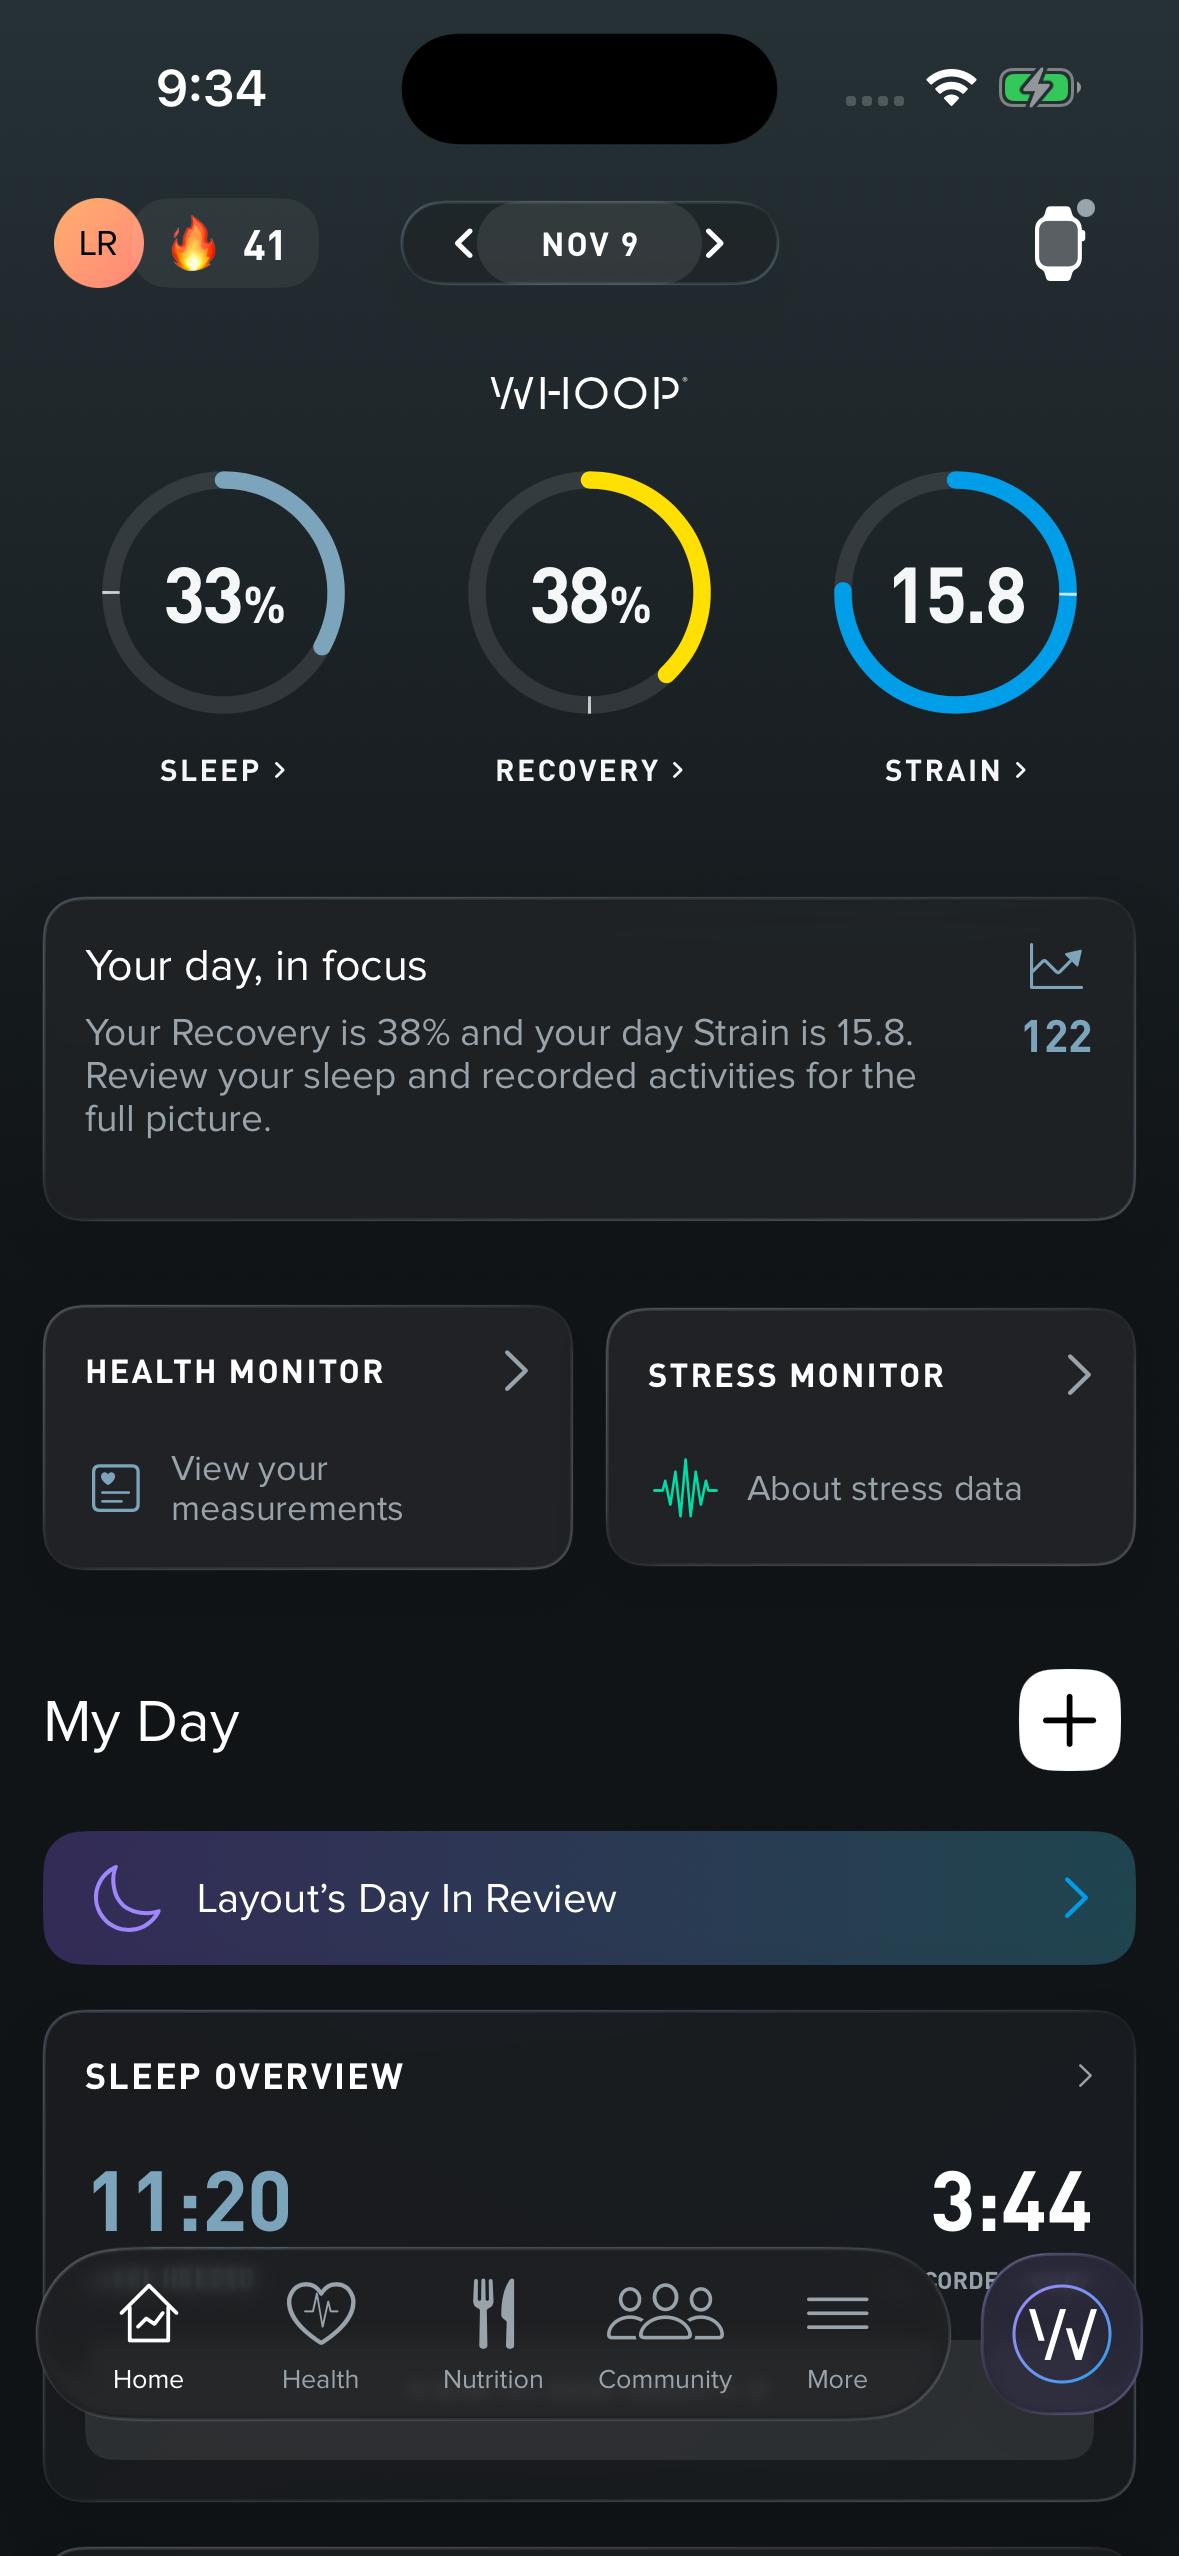 9:34
LR
🔥 41
NOV 9
WHOOP®
33%
38%
15.8
SLEEP
RECOVERY
STRAIN
Your day, in focus
Your Recovery is 38% and your day Strain is 15.8.
Review your sleep and recorded activities for the
full picture.
122
HEALTH MONITOR
View your
measurements
STRESS MONITOR
About stress data
My Day
Layout’s Day In Review
SLEEP OVERVIEW
11:20
3:44
Home
Health
Nutrition
Community
More
W